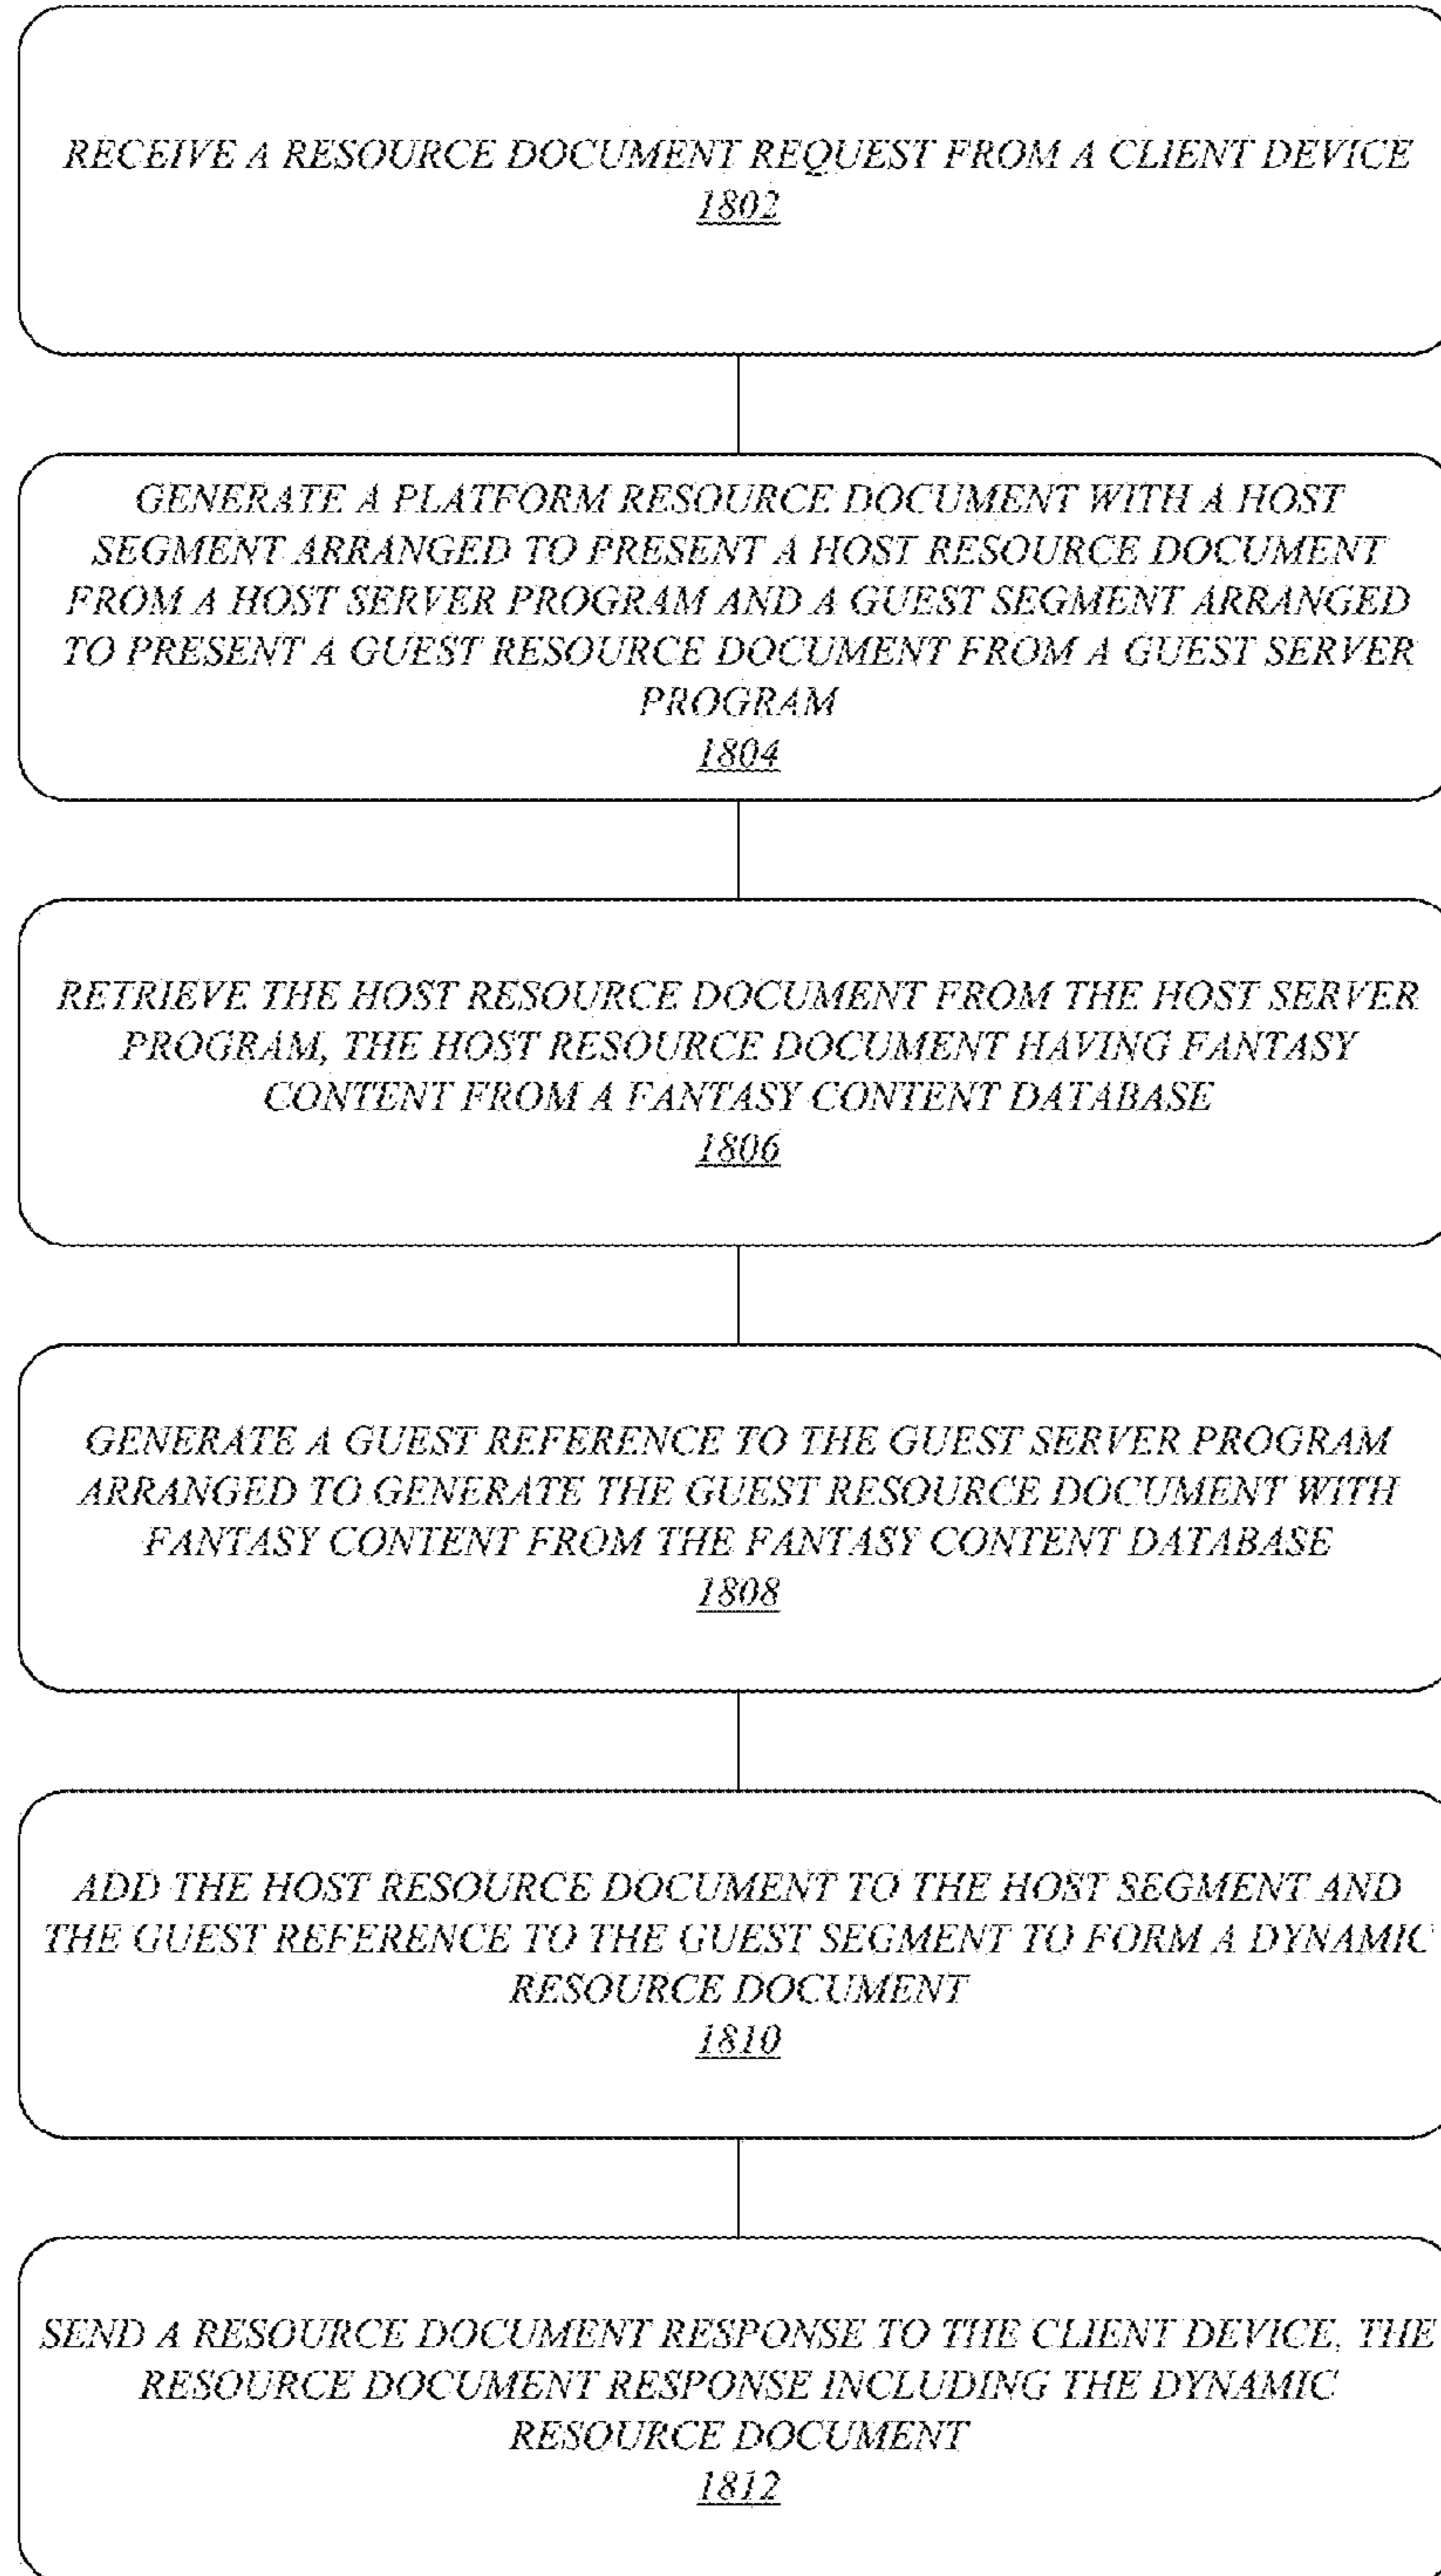 RECEIVE A RESOURCE DOCUMENT REQUEST FROM A CLIENT DEVICE
1802
GENERATE A PLATFORM RESOURCE DOCUMENT WITH A HOST
SEGMENT ARRANGED TO PRESENT A HOST RESOURCE DOCUMENT
FROM A HOST SERVER PROGRAM AND A GUEST SEGMENT ARRANGED
TO PRESENT A GUEST RESOURCE DOCUMENT FROM A GUEST SERVER
PROGRAM
1804
RETRIEVE THE HOST RESOURCE DOCUMENT FROM THE HOST SERVER
PROGRAM, THE HOST RESOURCE DOCUMENT HAVING FANTASY
CONTENT FROM A FANTASY CONTENT DATABASE
1806
GENERATE A GUEST REFERENCE TO THE GUEST SERVER PROGRAM
ARRANGED TO GENERATE THE GUEST RESOURCE DOCUMENT WITH
FANTASY CONTENT FROM THE FANTASY CONTENT DATABASE
1808
ADD THE HOST RESOURCE DOCUMENT TO THE HOST SEGMENT AND
THE GUEST REFERENCE TO THE GUEST SEGMENT TO FORM A DYNAMIC
RESOURCE DOCUMENT
1810
SEND A RESOURCE DOCUMENT RESPONSE TO THE CLIENT DEVICE, THE
RESOURCE DOCUMENT RESPONSE INCLUDING THE DYNAMIC
RESOURCE DOCUMENT
1812